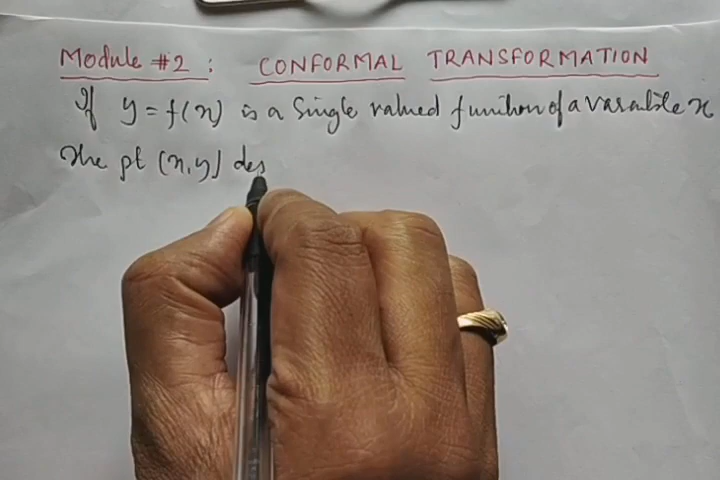 Module #2 : CONFORMAL TRANSFORMATION
If y = f(x) is a Single valued function of a variable x
The pt (x,y) des